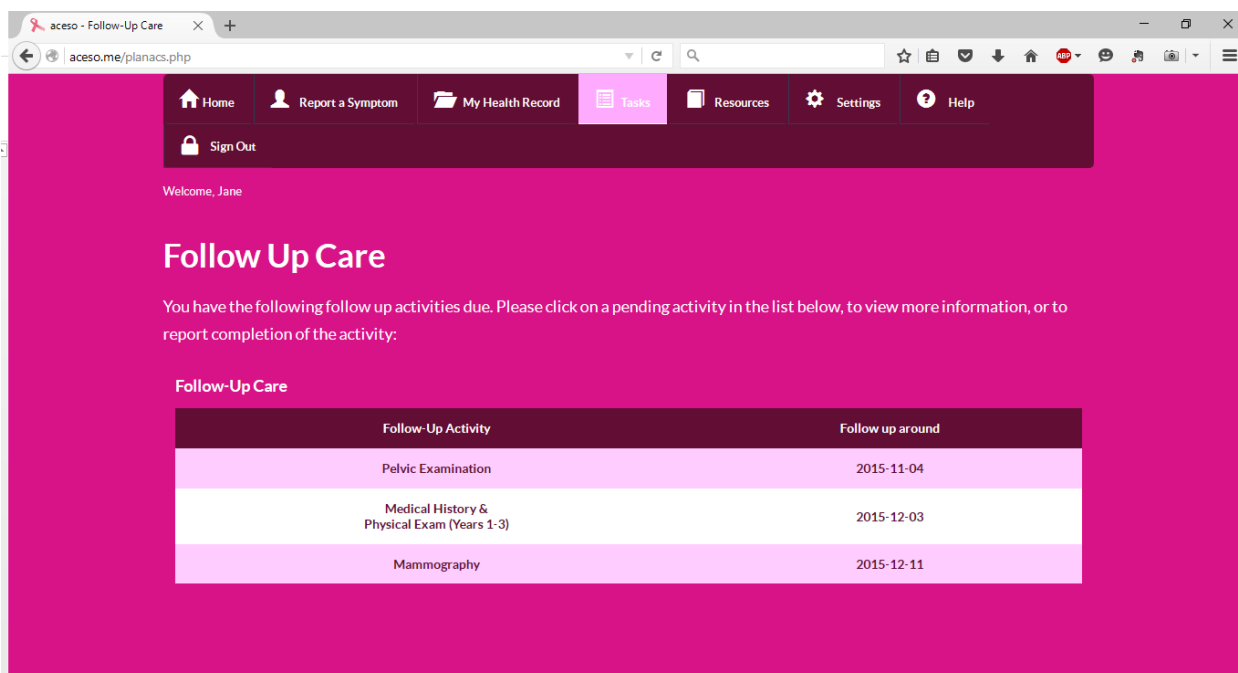 aceso - Follow-Up Care
aceso.me/planacs.php
ABP
Home
Report a Symptom
My Health Record
Tasks
Resources
Settings
Help
Sign Out
Welcome, Jane
Follow Up Care
You have the following follow up activities due. Please click on a pending activity in the list below, to view more information, or to
report completion of the activity:
Follow-Up Care
Follow-Up Activity Follow up around
Pelvic Examination 2015-11-04
Medical History &
Physical Exam (Years 1-3) 2015-12-03
Mammography 2015-12-11